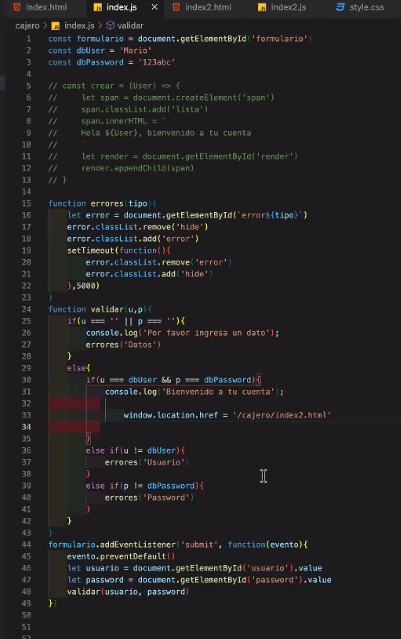 index.html index.js × index2.html index2.js style.css
cajero > index.js > validar
1 const formulario = document.getElementById('formulario')
2 const dbUser = 'Mario'
3 const dbPassword = '123abc'
4
5 // const crear = (User) => {
6 //     let span = document.createElement('span')
7 //     span.classList.add('lista')
8 //     span.innerHTML = `
9 //     Hola ${User}, bienvenido a tu cuenta
10 //     `
11 //     let render = document.getElementById('render')
12 //     render.appendChild(span)
13 // }
14
15 function errores(tipo){
16     let error = document.getElementById(`error${tipo}`)
17     error.classList.remove('hide')
18     error.classList.add('error')
19     setTimeout(function(){
20         error.classList.remove('error')
21         error.classList.add('hide')
22     },5000)
23 }
24 function validar(u,p){
25     if(u === '' || p === ''){
26         console.log('Por favor ingresa un dato');
27         errores('Datos')
28     }
29     else{
30         if(u === dbUser && p === dbPassword){
31             console.log('Bienvenido a tu cuenta');
32
33                 window.location.href = '/cajero/index2.html'
34
35         }
36         else if(u != dbUser){
37             errores('Usuario')
38         }
39         else if(p != dbPassword){
40             errores('Password')
41         }
42     }
43 }
44 formulario.addEventListener('submit', function(evento){
45     evento.preventDefault()
46     let usuario = document.getElementById('usuario').value
47     let password = document.getElementById('password').value
48     validar(usuario, password)
49 })
50
51